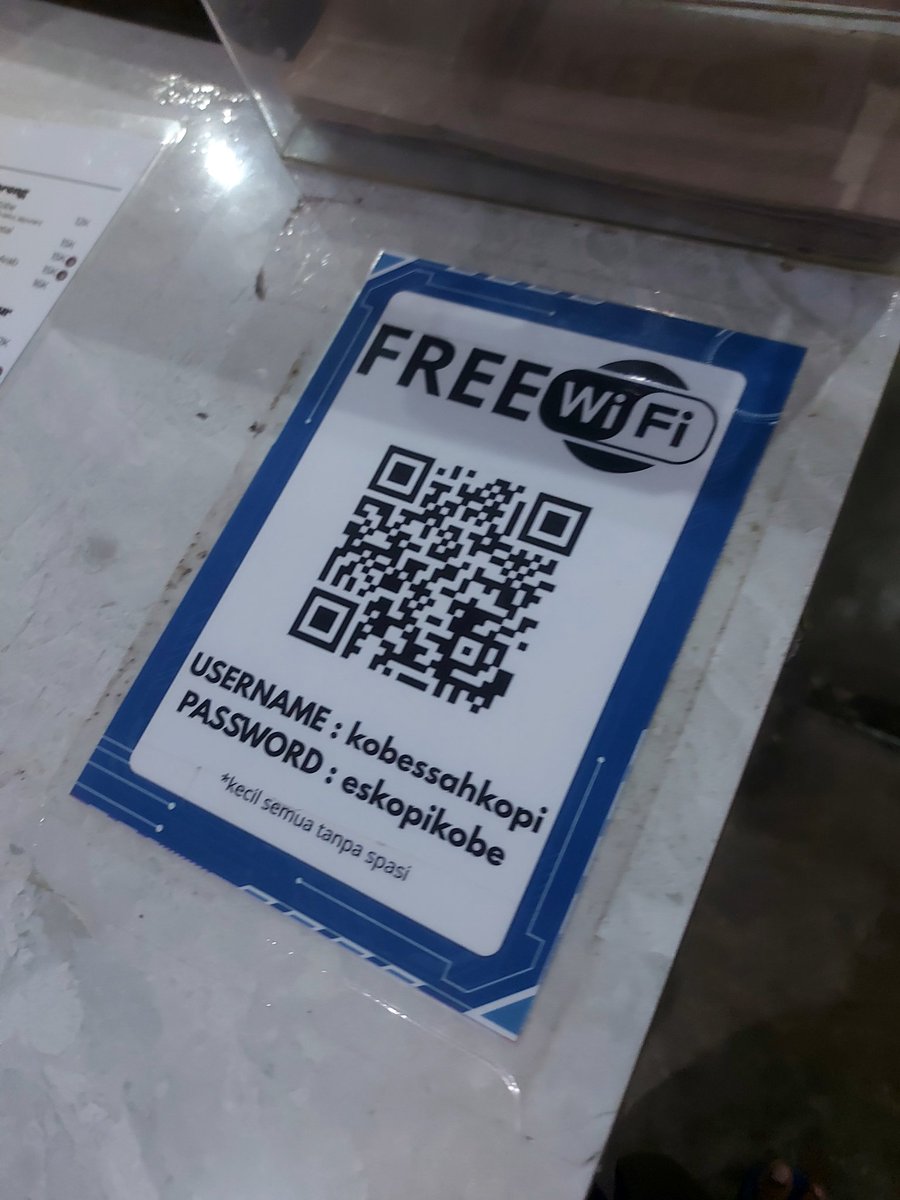 FREE WiFi
USERNAME : kobessahkopi
PASSWORD : eskopikobe
*kecil semua tanpa spasi